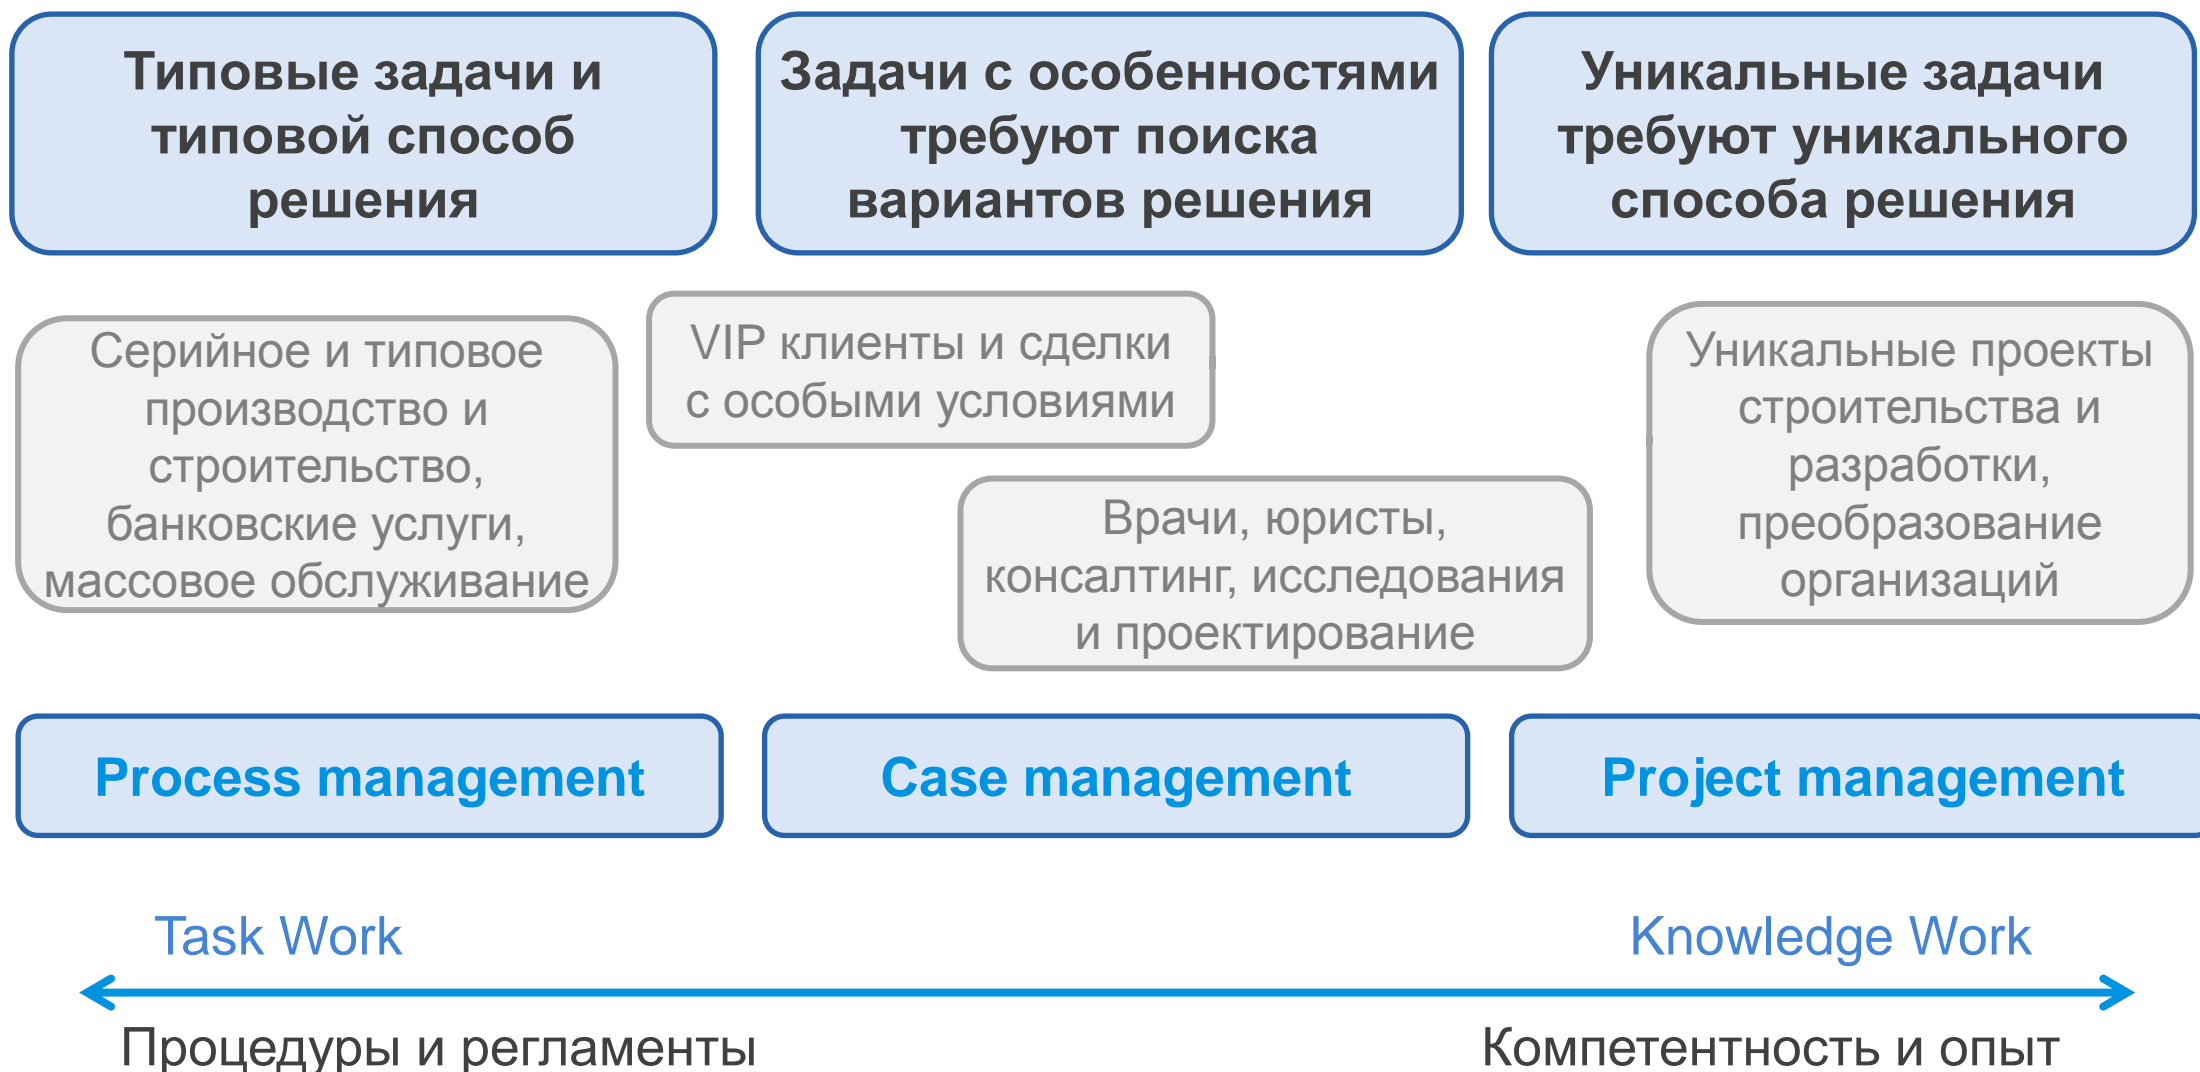 Типовые задачи и
типовой способ
решения
Задачи с особенностями
требуют поиска
вариантов решения
Уникальные задачи
требуют уникального
способа решения
Серийное и типовое
производство и
строительство,
банковские услуги,
массовое обслуживание
VIP клиенты и сделки
с особыми условиями
Врачи, юристы,
консалтинг, исследования
и проектирование
Уникальные проекты
строительства и
разработки,
преобразование
организаций
Process management
Case management
Project management
Task Work
Knowledge Work
Процедуры и регламенты
Компетентность и опыт